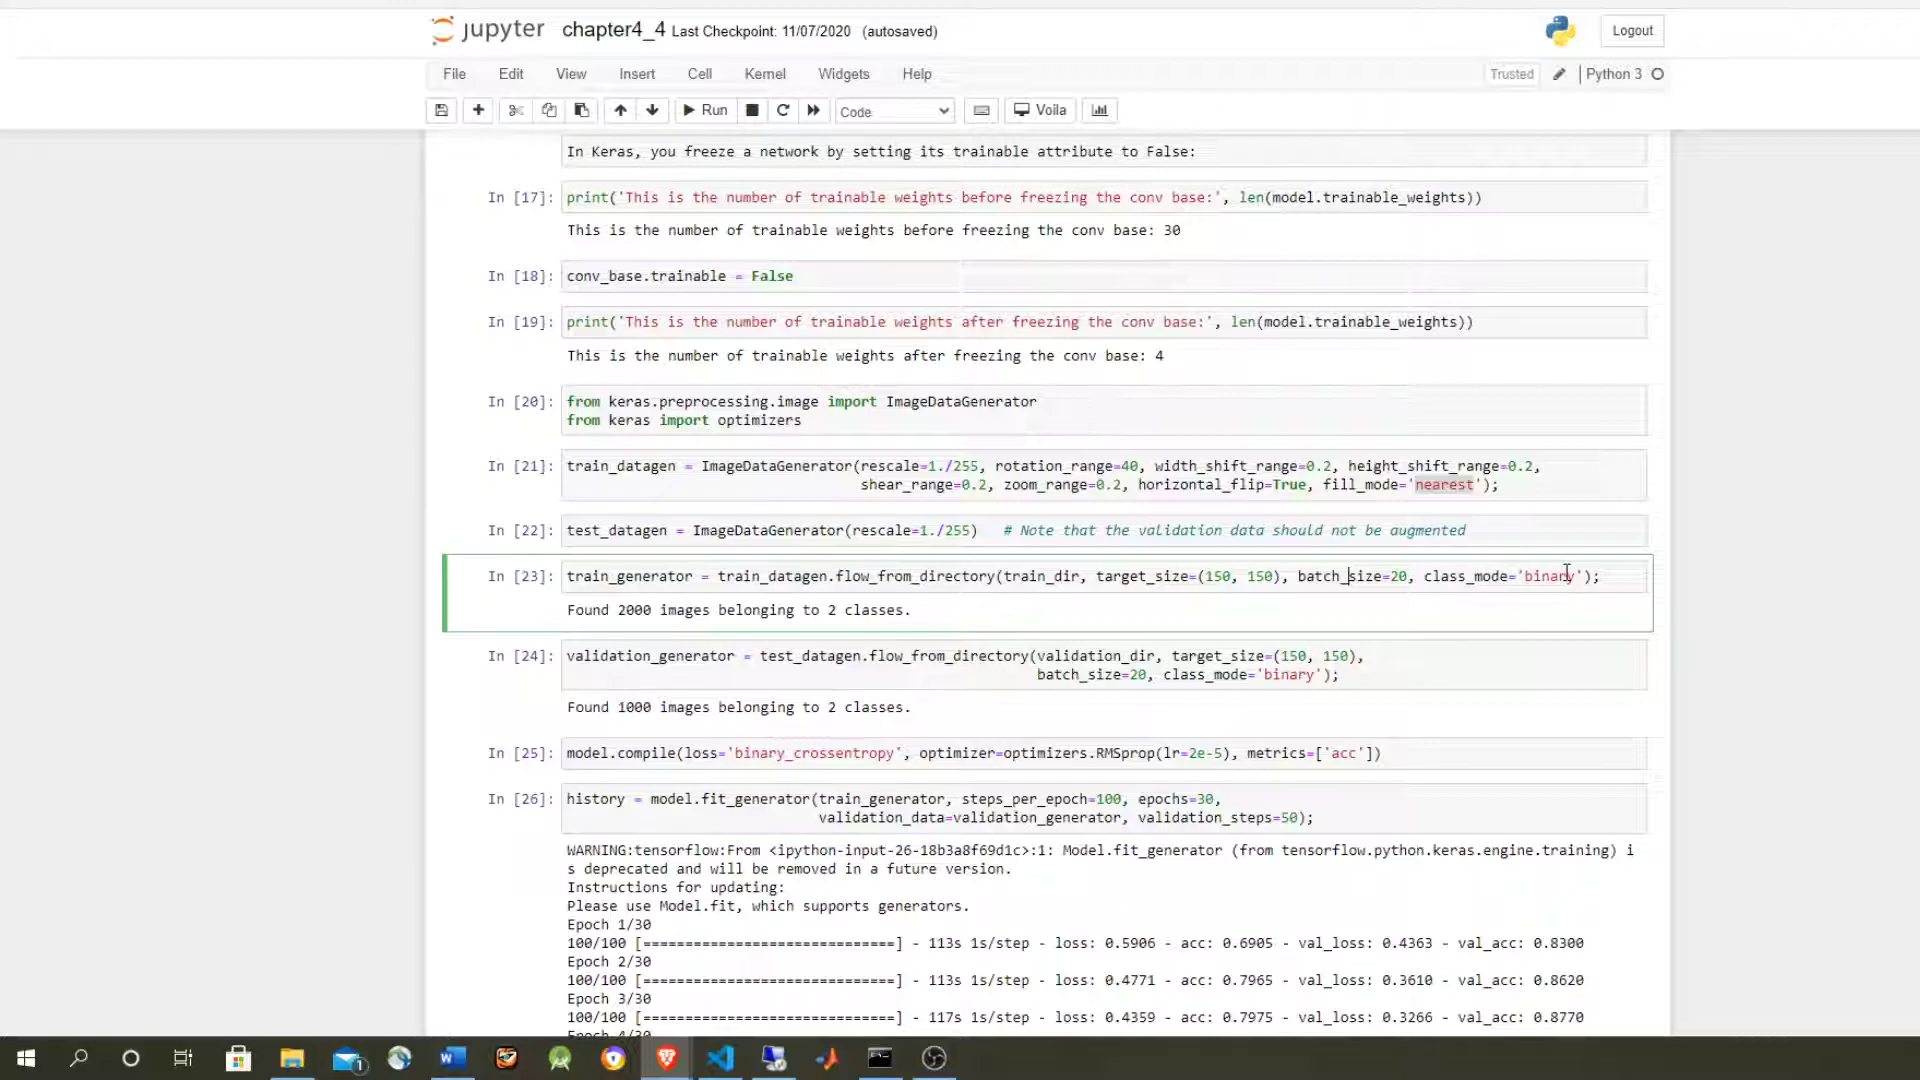 jupyter chapter4_4 Last Checkpoint: 11/07/2020 (autosaved)
Logout
File Edit View Insert Cell Kernel Widgets Help
Trusted Python 3
Run Code Voila
In Keras, you freeze a network by setting its trainable attribute to False:
In [17]: print('This is the number of trainable weights before freezing the conv base:', len(model.trainable_weights))
This is the number of trainable weights before freezing the conv base: 30
In [18]: conv_base.trainable = False
In [19]: print('This is the number of trainable weights after freezing the conv base:', len(model.trainable_weights))
This is the number of trainable weights after freezing the conv base: 4
In [20]: from keras.preprocessing.image import ImageDataGenerator
from keras import optimizers
In [21]: train_datagen = ImageDataGenerator(rescale=1./255, rotation_range=40, width_shift_range=0.2, height_shift_range=0.2,
shear_range=0.2, zoom_range=0.2, horizontal_flip=True, fill_mode='nearest');
In [22]: test_datagen = ImageDataGenerator(rescale=1./255) # Note that the validation data should not be augmented
In [23]: train_generator = train_datagen.flow_from_directory(train_dir, target_size=(150, 150), batch_size=20, class_mode='binary');
Found 2000 images belonging to 2 classes.
In [24]: validation_generator = test_datagen.flow_from_directory(validation_dir, target_size=(150, 150),
batch_size=20, class_mode='binary');
Found 1000 images belonging to 2 classes.
In [25]: model.compile(loss='binary_crossentropy', optimizer=optimizers.RMSprop(lr=2e-5), metrics=['acc'])
In [26]: history = model.fit_generator(train_generator, steps_per_epoch=100, epochs=30,
validation_data=validation_generator, validation_steps=50);
WARNING:tensorflow:From <ipython-input-26-18b3a8f69d1c>:1: Model.fit_generator (from tensorflow.python.keras.engine.training) i
s deprecated and will be removed in a future version.
Instructions for updating:
Please use Model.fit, which supports generators.
Epoch 1/30
100/100 [==============================] - 113s 1s/step - loss: 0.5906 - acc: 0.6905 - val_loss: 0.4363 - val_acc: 0.8300
Epoch 2/30
100/100 [==============================] - 113s 1s/step - loss: 0.4771 - acc: 0.7965 - val_loss: 0.3610 - val_acc: 0.8620
Epoch 3/30
100/100 [==============================] - 117s 1s/step - loss: 0.4359 - acc: 0.7975 - val_loss: 0.3266 - val_acc: 0.8770
Epoch 4/30